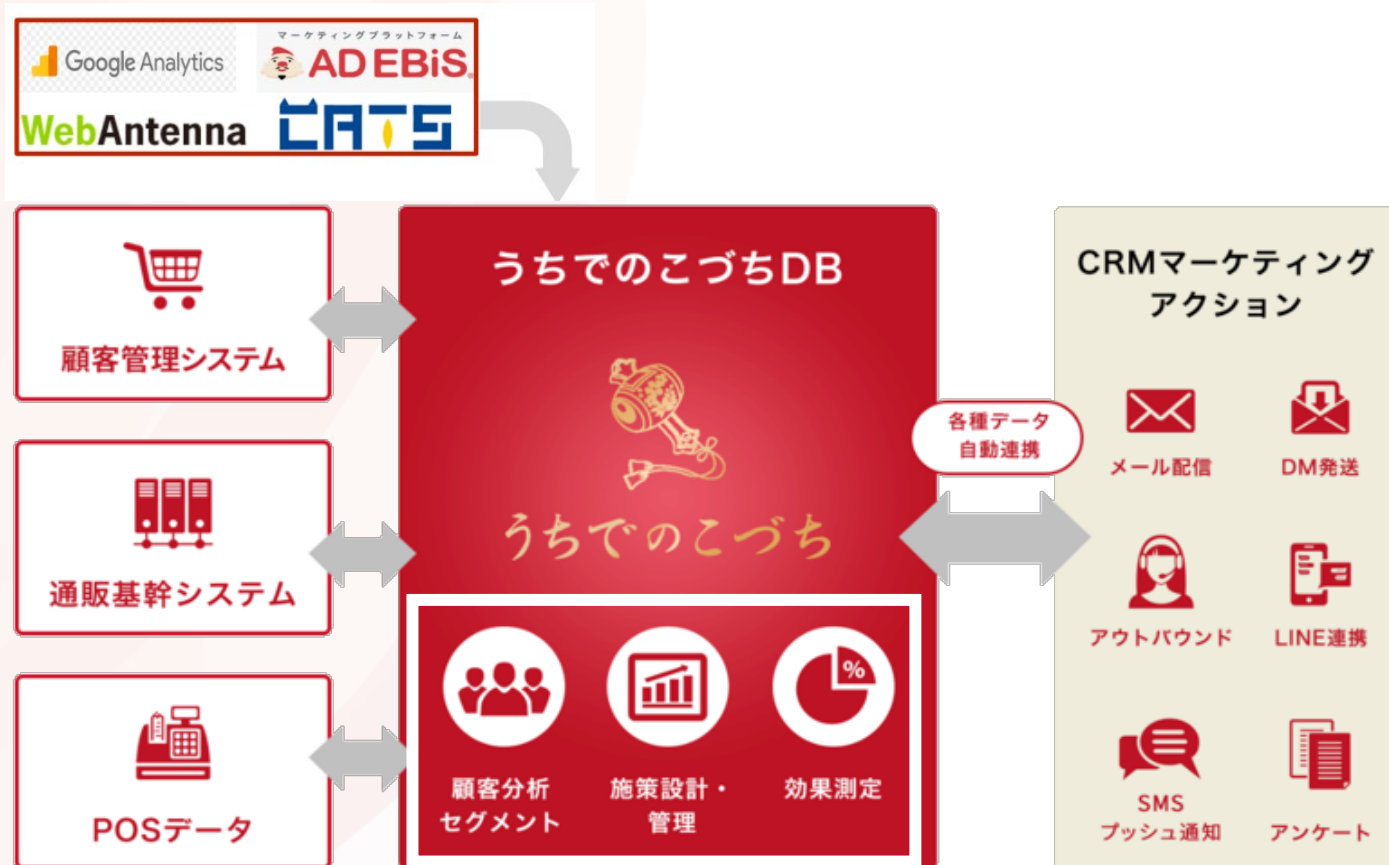 Google Analytics
マーケティングプラットフォーム
AD EBiS
WebAntenna
CATS
顧客管理システム
通販基幹システム
POSデータ
うちでのこづちDB
うちでのこづち
顧客分析
セグメント
施策設計・
管理
効果測定
%
各種データ
自動連携
CRMマーケティング
アクション
メール配信
DM発送
アウトバウンド
LINE連携
SMS
プッシュ通知
アンケート